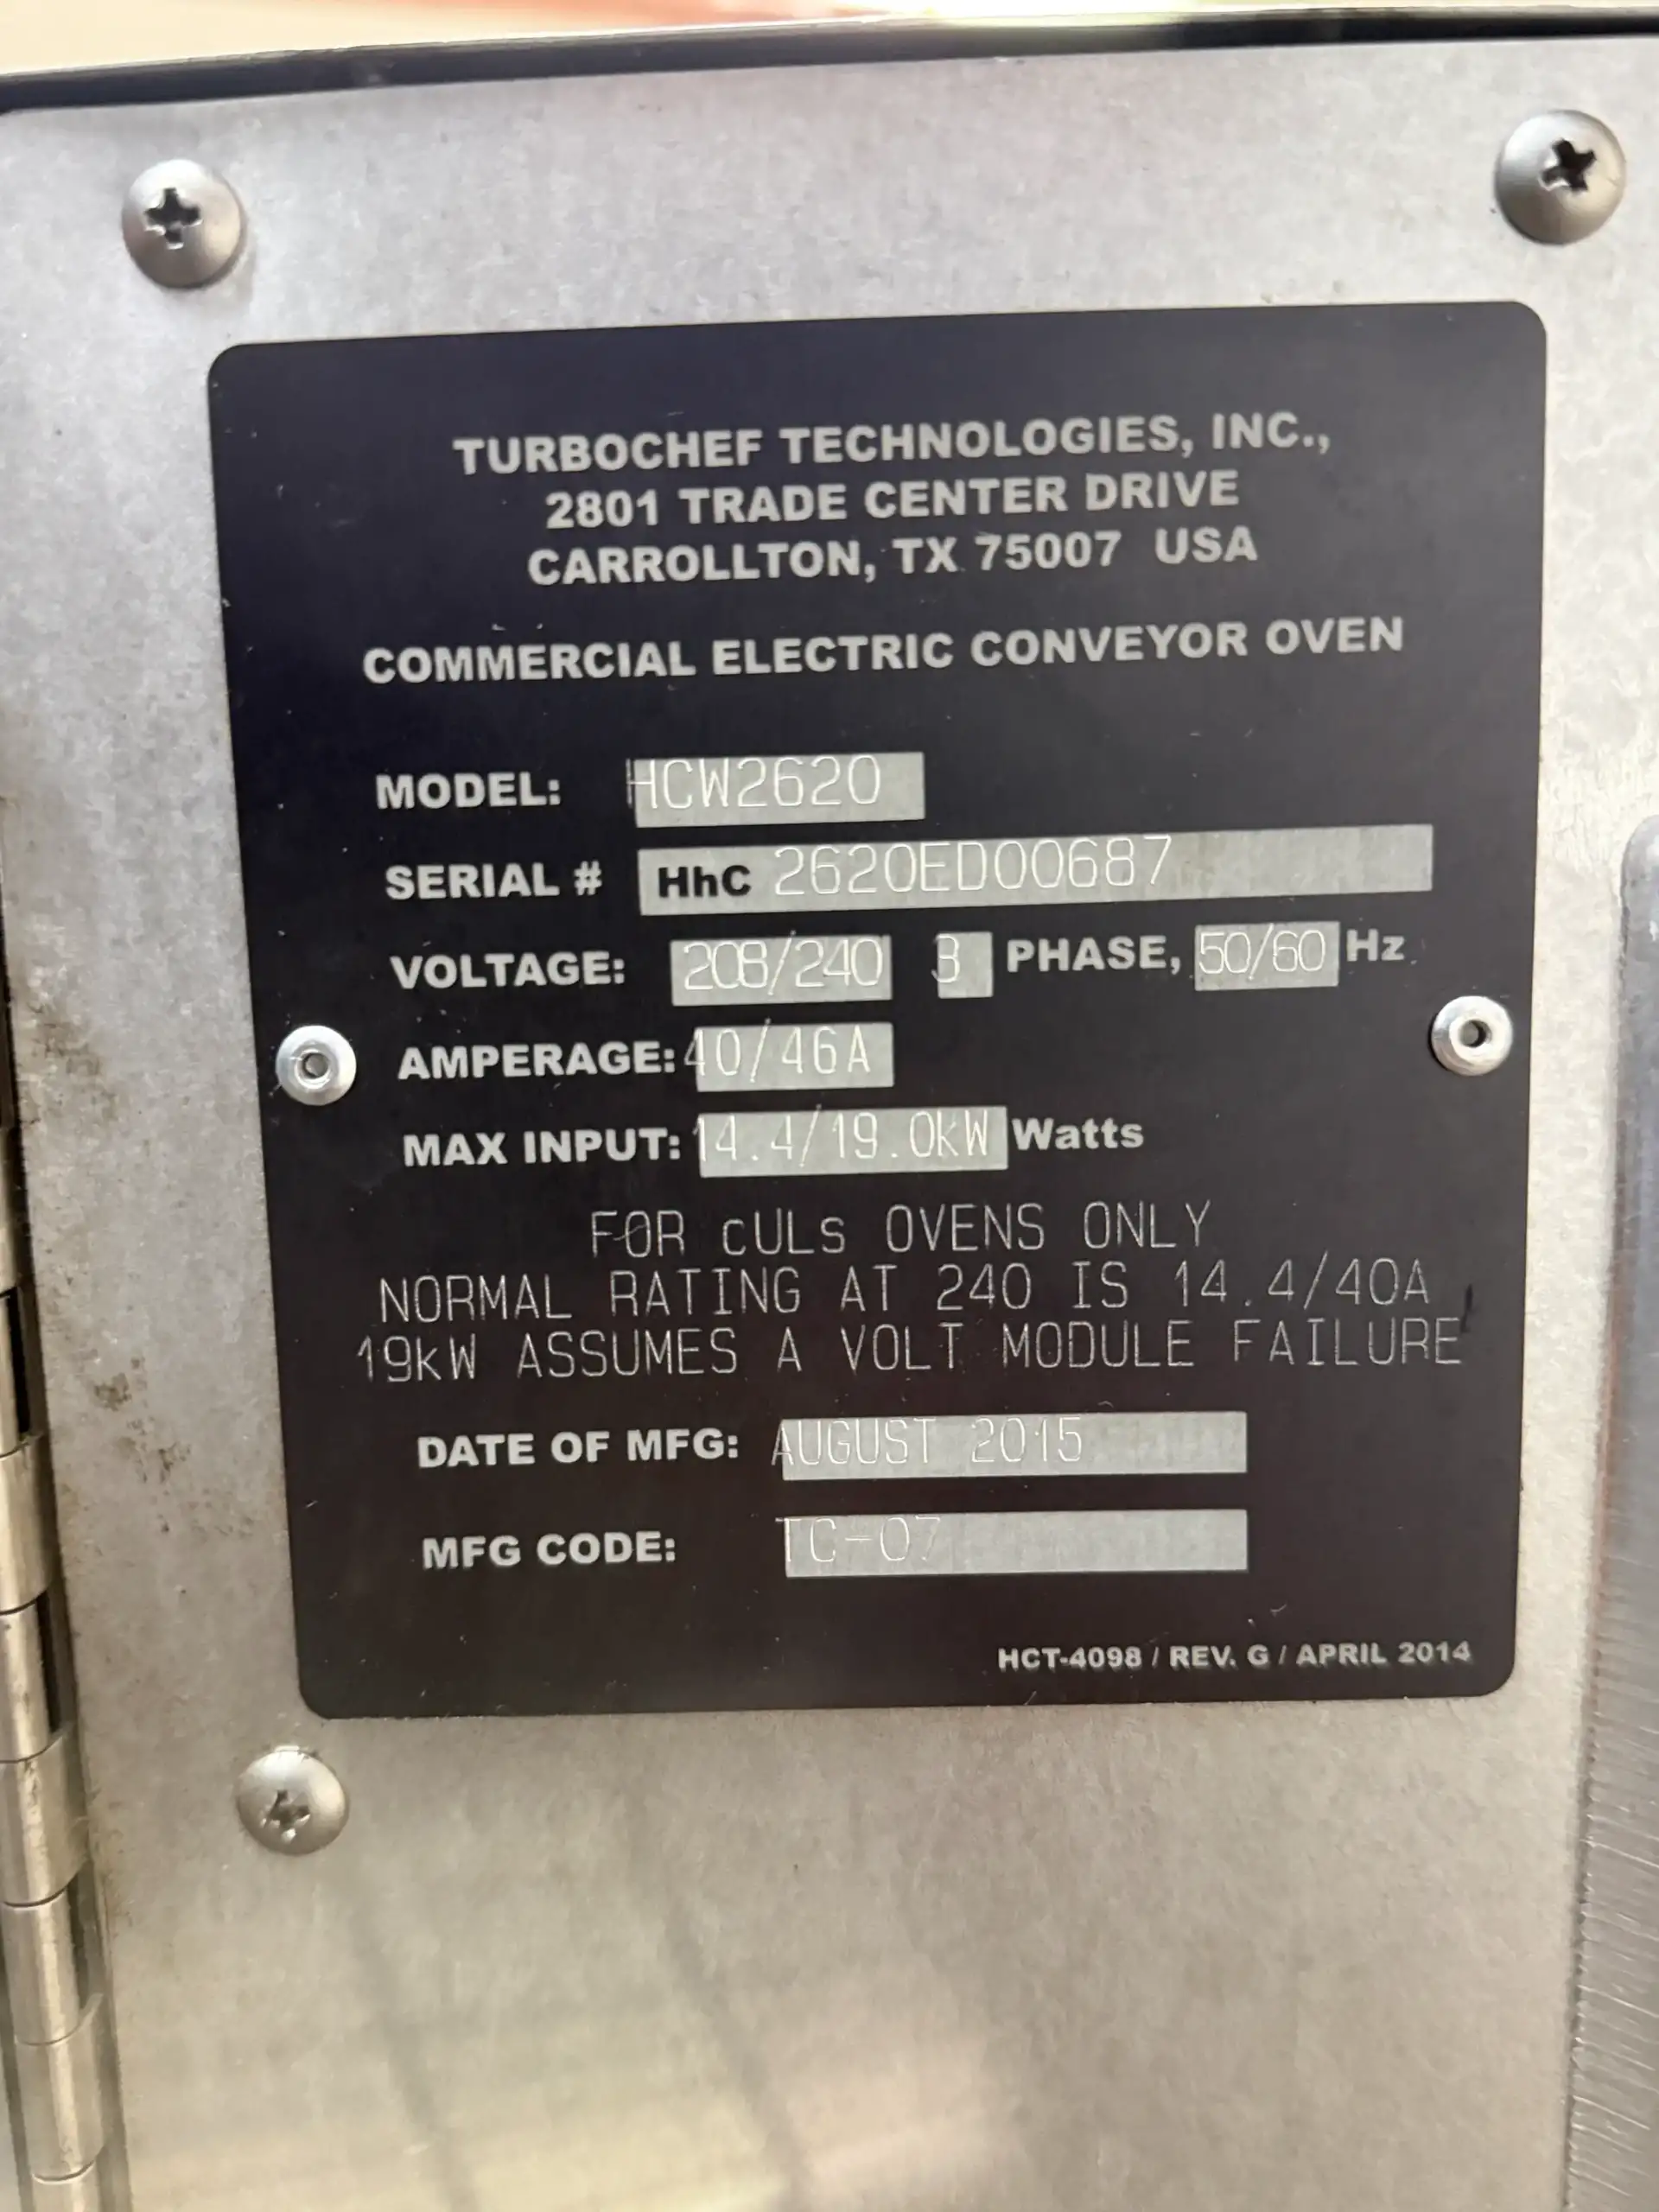 TURBOCHEF TECHNOLOGIES, INC.,
2801 TRADE CENTER DRIVE
CARROLLTON, TX 75007 USA
COMMERCIAL ELECTRIC CONVEYOR OVEN
MODEL: HCW2620
SERIAL # HhC 2620ED00687
VOLTAGE: 208/240 3 PHASE, 50/60 Hz
AMPERAGE: 40/46A
MAX INPUT: 14.4/19.0kW Watts
FOR cULs OVENS ONLY
NORMAL RATING AT 240 IS 14.4/40A
19kW ASSUMES A VOLT MODULE FAILURE
DATE OF MFG: AUGUST 2015
MFG CODE: TC-07
HCT-4098 / REV. G / APRIL 2014